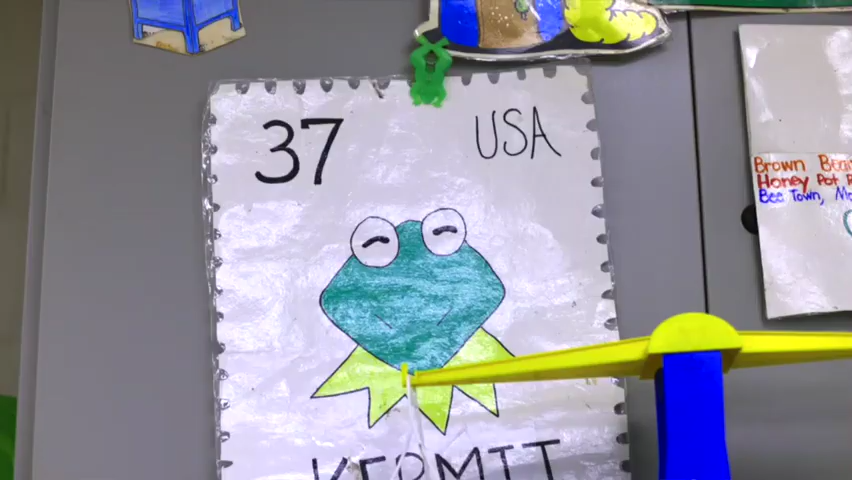 37 USA
KERMIT
Brown
Honey Pot
Bee Town,